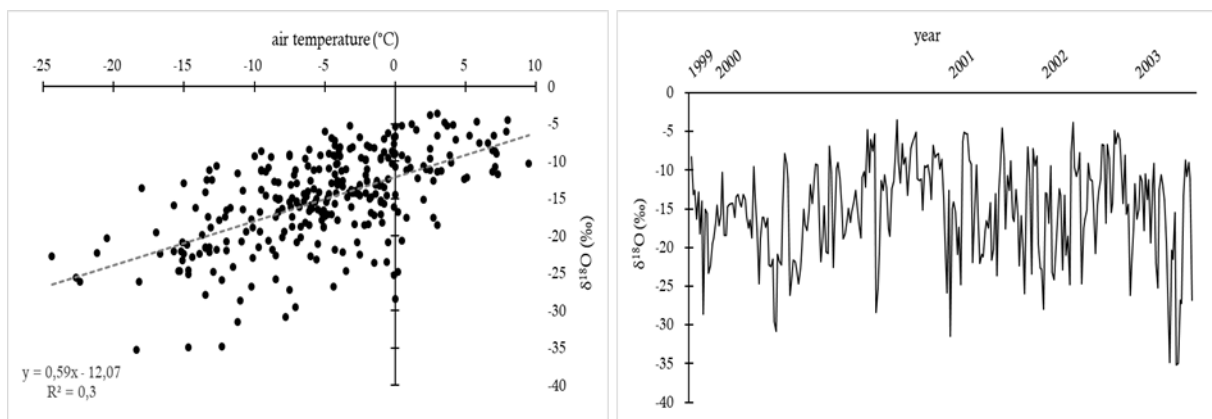 air temperature (°C)
-25 -20 -15 -10 -5 0 5 10
0
-5
-10
-15
-20
-25
-30
-35
-40
δ¹⁸O (‰)
y = 0,59x - 12,07
R² = 0,3
year
1999 2000 2001 2002 2003
0
-5
-10
-15
-20
-25
-30
-35
-40
δ¹⁸O (‰)